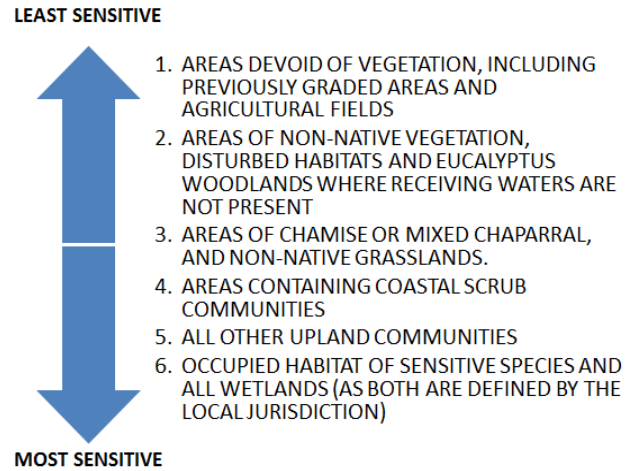 LEAST SENSITIVE
1. AREAS DEVOID OF VEGETATION, INCLUDING
PREVIOUSLY GRADED AREAS AND
AGRICULTURAL FIELDS
2. AREAS OF NON-NATIVE VEGETATION,
DISTURBED HABITATS AND EUCALYPTUS
WOODLANDS WHERE RECEIVING WATERS ARE
NOT PRESENT
3. AREAS OF CHAMISE OR MIXED CHAPARRAL,
AND NON-NATIVE GRASSLANDS.
4. AREAS CONTAINING COASTAL SCRUB
COMMUNITIES
5. ALL OTHER UPLAND COMMUNITIES
6. OCCUPIED HABITAT OF SENSITIVE SPECIES AND
ALL WETLANDS (AS BOTH ARE DEFINED BY THE
LOCAL JURISDICTION)
MOST SENSITIVE